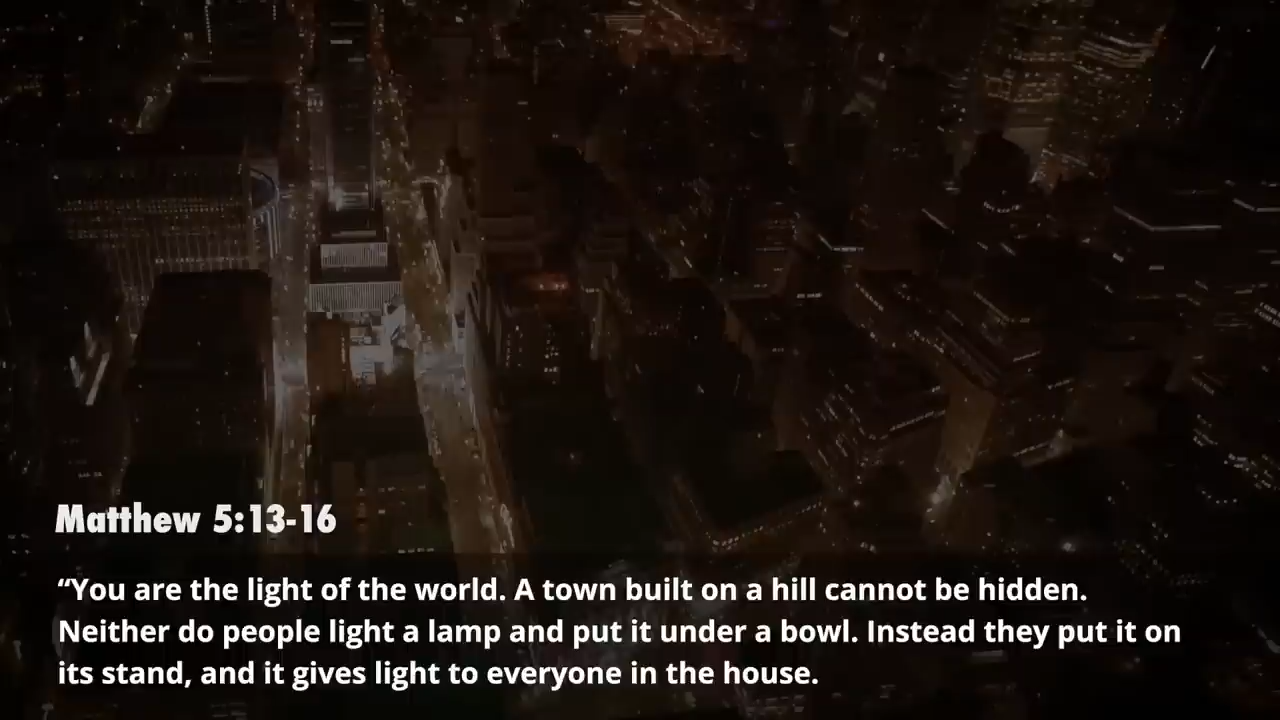 Matthew 5:13-16
“You are the light of the world. A town built on a hill cannot be hidden.
Neither do people light a lamp and put it under a bowl. Instead they put it on
its stand, and it gives light to everyone in the house.